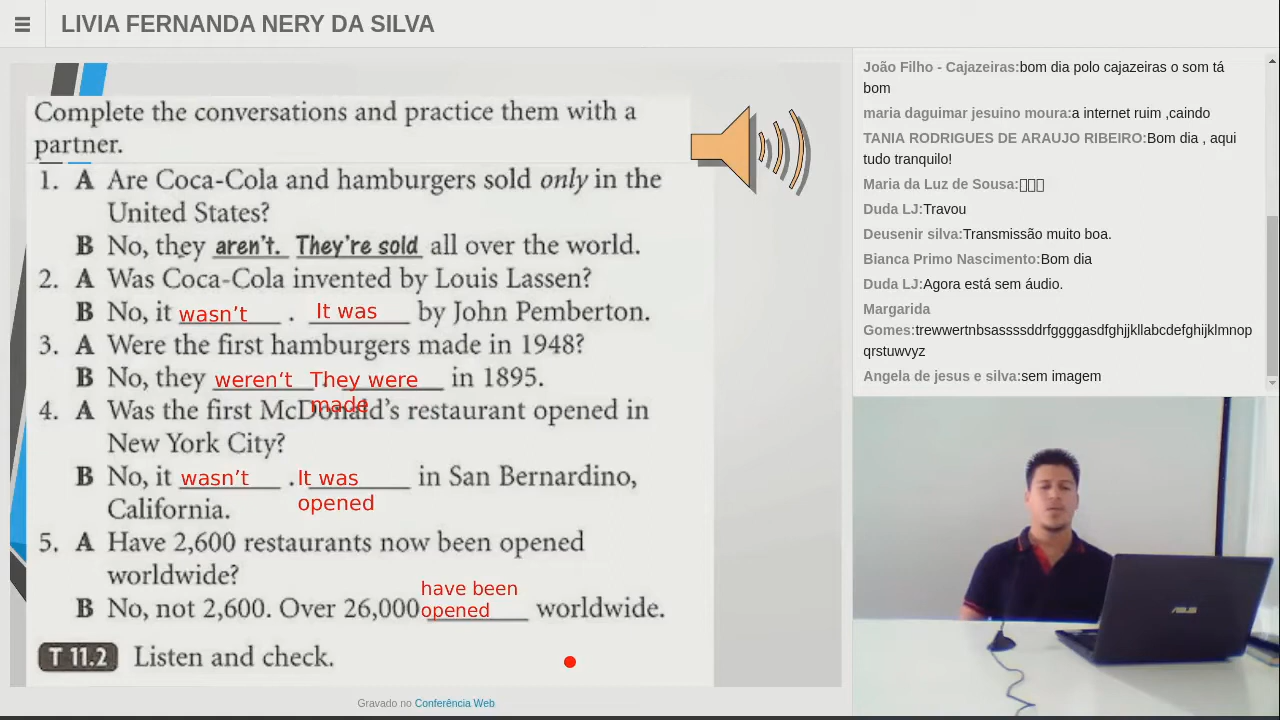 LIVIA FERNANDA NERY DA SILVA
Complete the conversations and practice them with a
partner.
1. A Are Coca-Cola and hamburgers sold only in the
United States?
B No, they aren't. They're sold all over the world.
2. A Was Coca-Cola invented by Louis Lassen?
B No, it wasn't . It was by John Pemberton.
3. A Were the first hamburgers made in 1948?
B No, they weren't . They were in 1895.
made
4. A Was the first McDonald's restaurant opened in
New York City?
B No, it wasn't . It was in San Bernardino,
opened
California.
5. A Have 2,600 restaurants now been opened
worldwide?
have been
B No, not 2,600. Over 26,000 opened worldwide.
T 11.2 Listen and check.
Gravado no Conferência Web
João Filho - Cajazeiras:bom dia polo cajazeiras o som tá
bom
maria daguimar jesuino moura:a internet ruim ,caindo
TANIA RODRIGUES DE ARAUJO RIBEIRO:Bom dia , aqui
tudo tranquilo!
Maria da Luz de Sousa:
Duda LJ:Travou
Deusenir silva:Transmissão muito boa.
Bianca Primo Nascimento:Bom dia
Duda LJ:Agora está sem áudio.
Margarida
Gomes:trewwertnbsassssddrfggggasdfghjjkllabcdefghijklmnop
qrstuwvyz
Angela de jesus e silva:sem imagem
ASUS